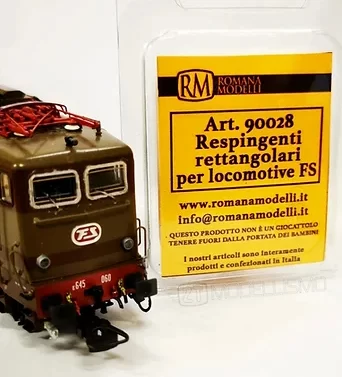 RM ROMANA
MODELLI
Art. 90028
Respingenti
rettangolari
per locomotive FS
www.romanamodelli.it
info@romanamodelli.it
QUESTO PRODOTTO NON È UN GIOCATTOLO
TENERE FUORI DALLA PORTATA DEI BAMBINI
I nostri articoli sono interamente
prodotti e confezionati in Italia
FS
E645 060
MODELLISMO